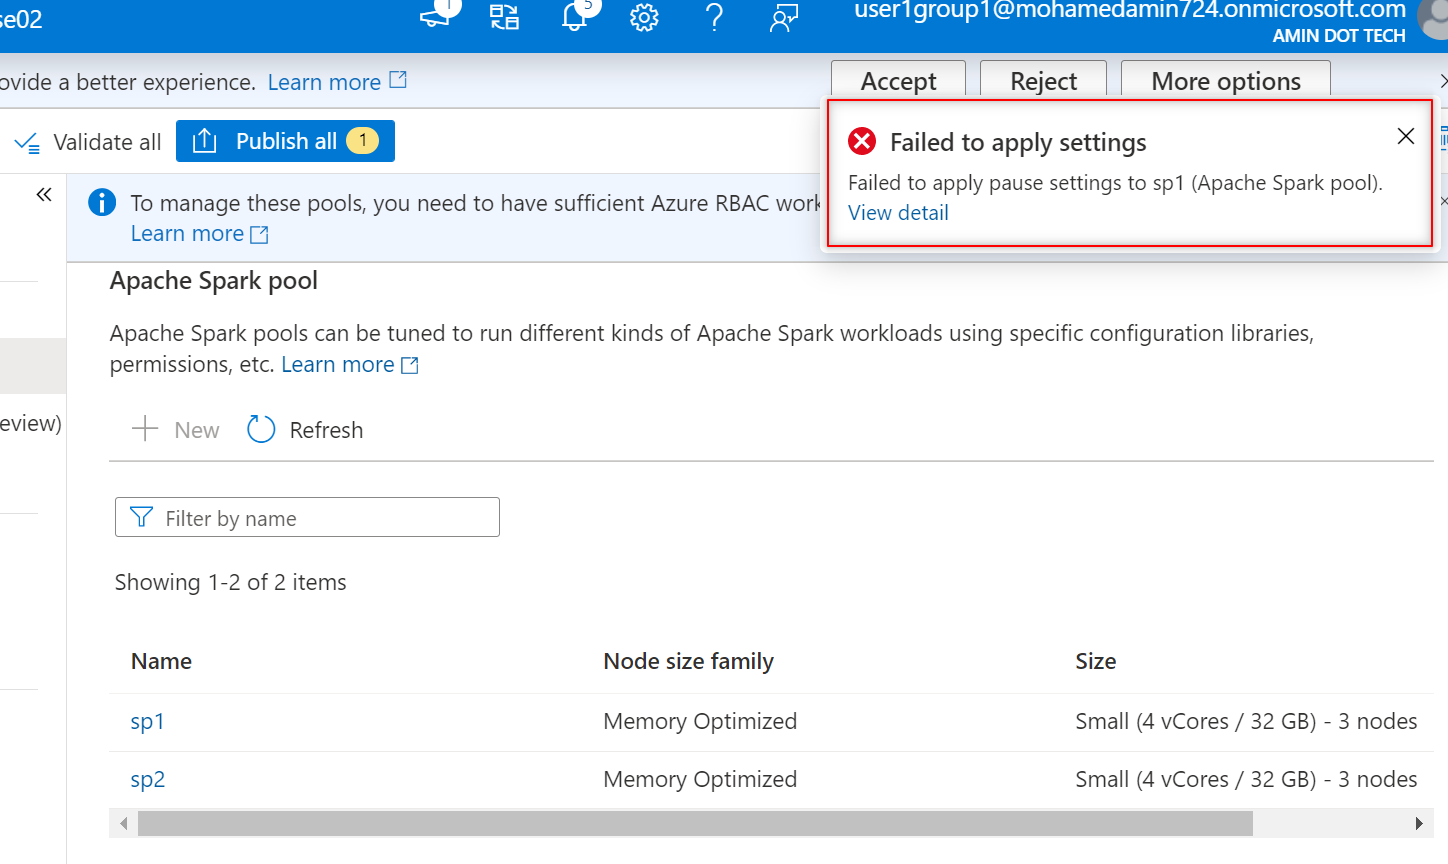 se02
1
5
user1group1@mohamedamin724.onmicrosoft.com
AMIN DOT TECH
ovide a better experience. Learn more
Accept
Reject
More options
Validate all
Publish all 1
Failed to apply settings
Failed to apply pause settings to sp1 (Apache Spark pool).
View detail
To manage these pools, you need to have sufficient Azure RBAC work
Learn more
Apache Spark pool
Apache Spark pools can be tuned to run different kinds of Apache Spark workloads using specific configuration libraries,
permissions, etc. Learn more
eview)
New
Refresh
Filter by name
Showing 1-2 of 2 items
Name Node size family Size
sp1 Memory Optimized Small (4 vCores / 32 GB) - 3 nodes
sp2 Memory Optimized Small (4 vCores / 32 GB) - 3 nodes